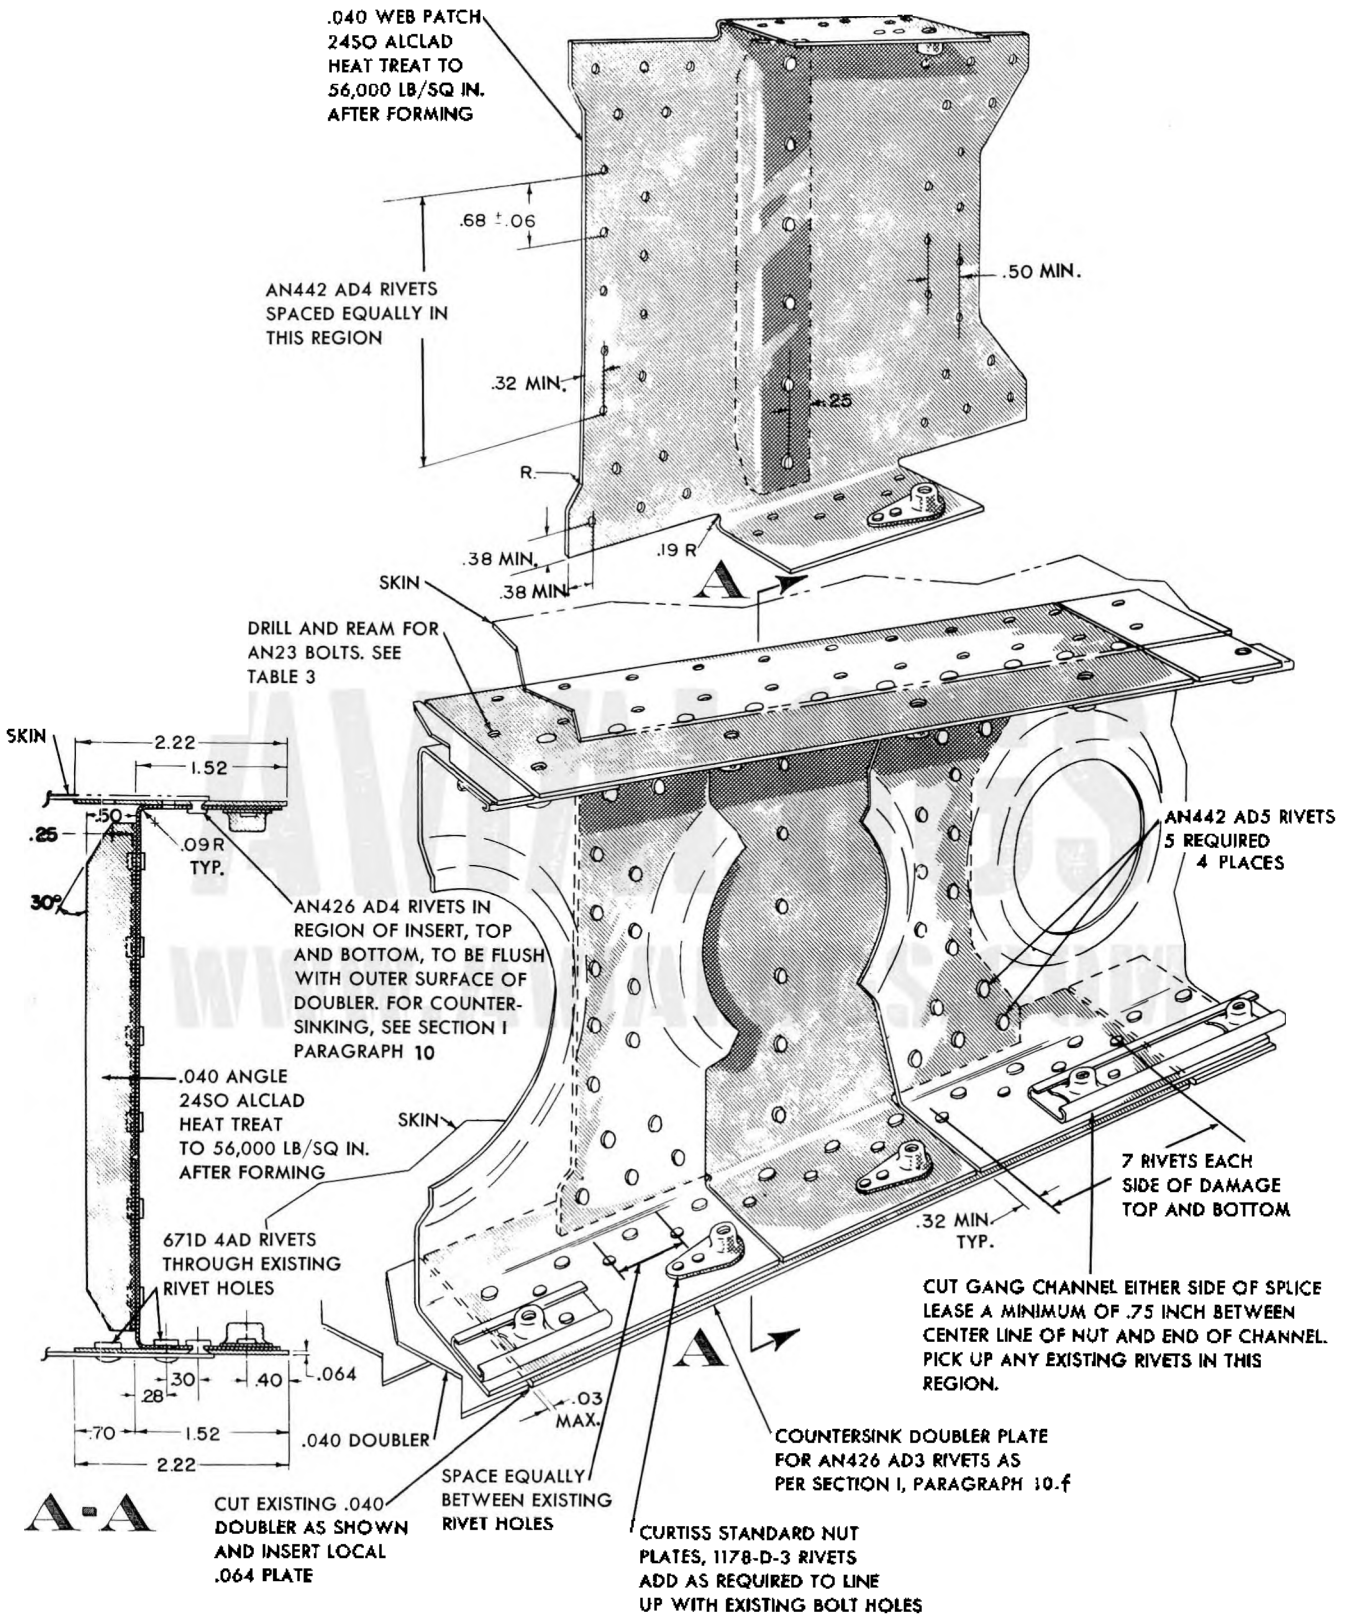 .040 WEB PATCH
24SO ALCLAD
HEAT TREAT TO
56,000 LB/SQ IN.
AFTER FORMING
.68 ±.06
AN442 AD4 RIVETS
SPACED EQUALLY IN
THIS REGION
.50 MIN.
.32 MIN.
.25
R.
.19 R
.38 MIN.
.38 MIN
A
SKIN
DRILL AND REAM FOR
AN23 BOLTS. SEE
TABLE 3
SKIN
2.22
1.52
.50
.25
.09 R
TYP.
30°
AN442 AD5 RIVETS
5 REQUIRED
4 PLACES
AN426 AD4 RIVETS IN
REGION OF INSERT, TOP
AND BOTTOM, TO BE FLUSH
WITH OUTER SURFACE OF
DOUBLER. FOR COUNTER-
SINKING, SEE SECTION I
PARAGRAPH 10
.040 ANGLE
24SO ALCLAD
HEAT TREAT
TO 56,000 LB/SQ IN.
AFTER FORMING
SKIN
671D 4AD RIVETS
THROUGH EXISTING
RIVET HOLES
7 RIVETS EACH
SIDE OF DAMAGE
TOP AND BOTTOM
.32 MIN.
TYP.
CUT GANG CHANNEL EITHER SIDE OF SPLICE
LEASE A MINIMUM OF .75 INCH BETWEEN
CENTER LINE OF NUT AND END OF CHANNEL.
PICK UP ANY EXISTING RIVETS IN THIS
REGION.
A
.30
.40
.064
.28
.70
1.52
2.22
.03
MAX.
.040 DOUBLER
COUNTERSINK DOUBLER PLATE
FOR AN426 AD3 RIVETS AS
PER SECTION I, PARAGRAPH 10.f
SPACE EQUALLY
BETWEEN EXISTING
RIVET HOLES
A-A
CUT EXISTING .040
DOUBLER AS SHOWN
AND INSERT LOCAL
.064 PLATE
CURTISS STANDARD NUT
PLATES, 1178-D-3 RIVETS
ADD AS REQUIRED TO LINE
UP WITH EXISTING BOLT HOLES